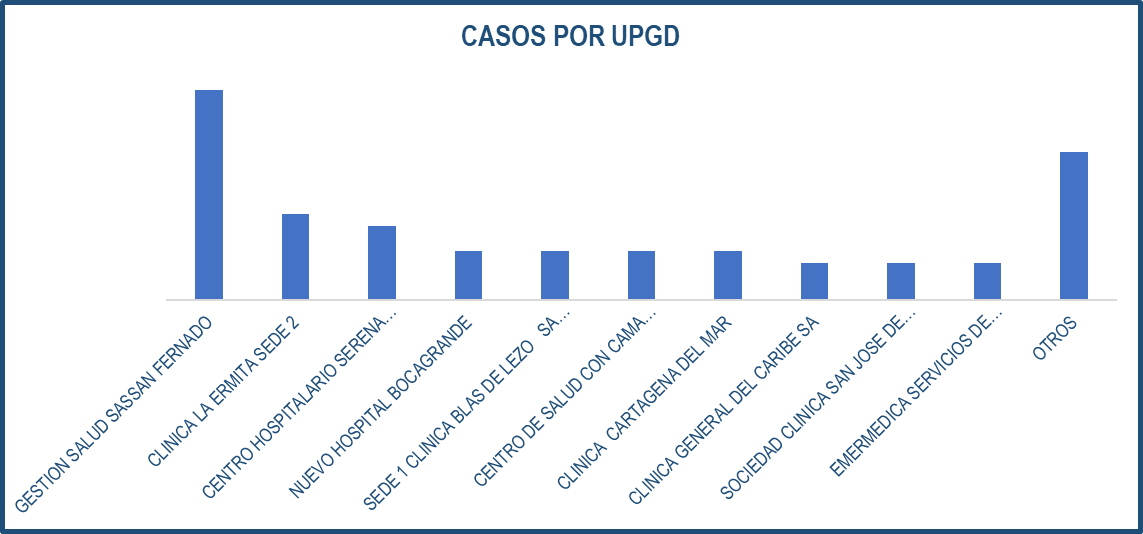 CASOS POR UPGD
GESTION SALUD SASSAN FERNADO
CLINICA LA ERMITA SEDE 2
CENTRO HOSPITALARIO SERENA…
NUEVO HOSPITAL BOCAGRANDE
SEDE 1 CLINICA BLAS DE LEZO SA…
CENTRO DE SALUD CON CAMA…
CLINICA CARTAGENA DEL MAR
CLINICA GENERAL DEL CARIBE SA
SOCIEDAD CLINICA SAN JOSE DE…
EMERMEDICA SERVICIOS DE…
OTROS